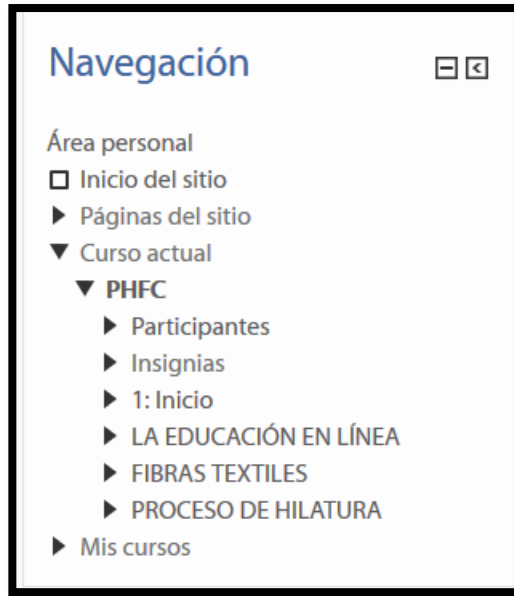 Navegación
Área personal
Inicio del sitio
Páginas del sitio
Curso actual
PHFC
Participantes
Insignias
1: Inicio
LA EDUCACIÓN EN LÍNEA
FIBRAS TEXTILES
PROCESO DE HILATURA
Mis cursos